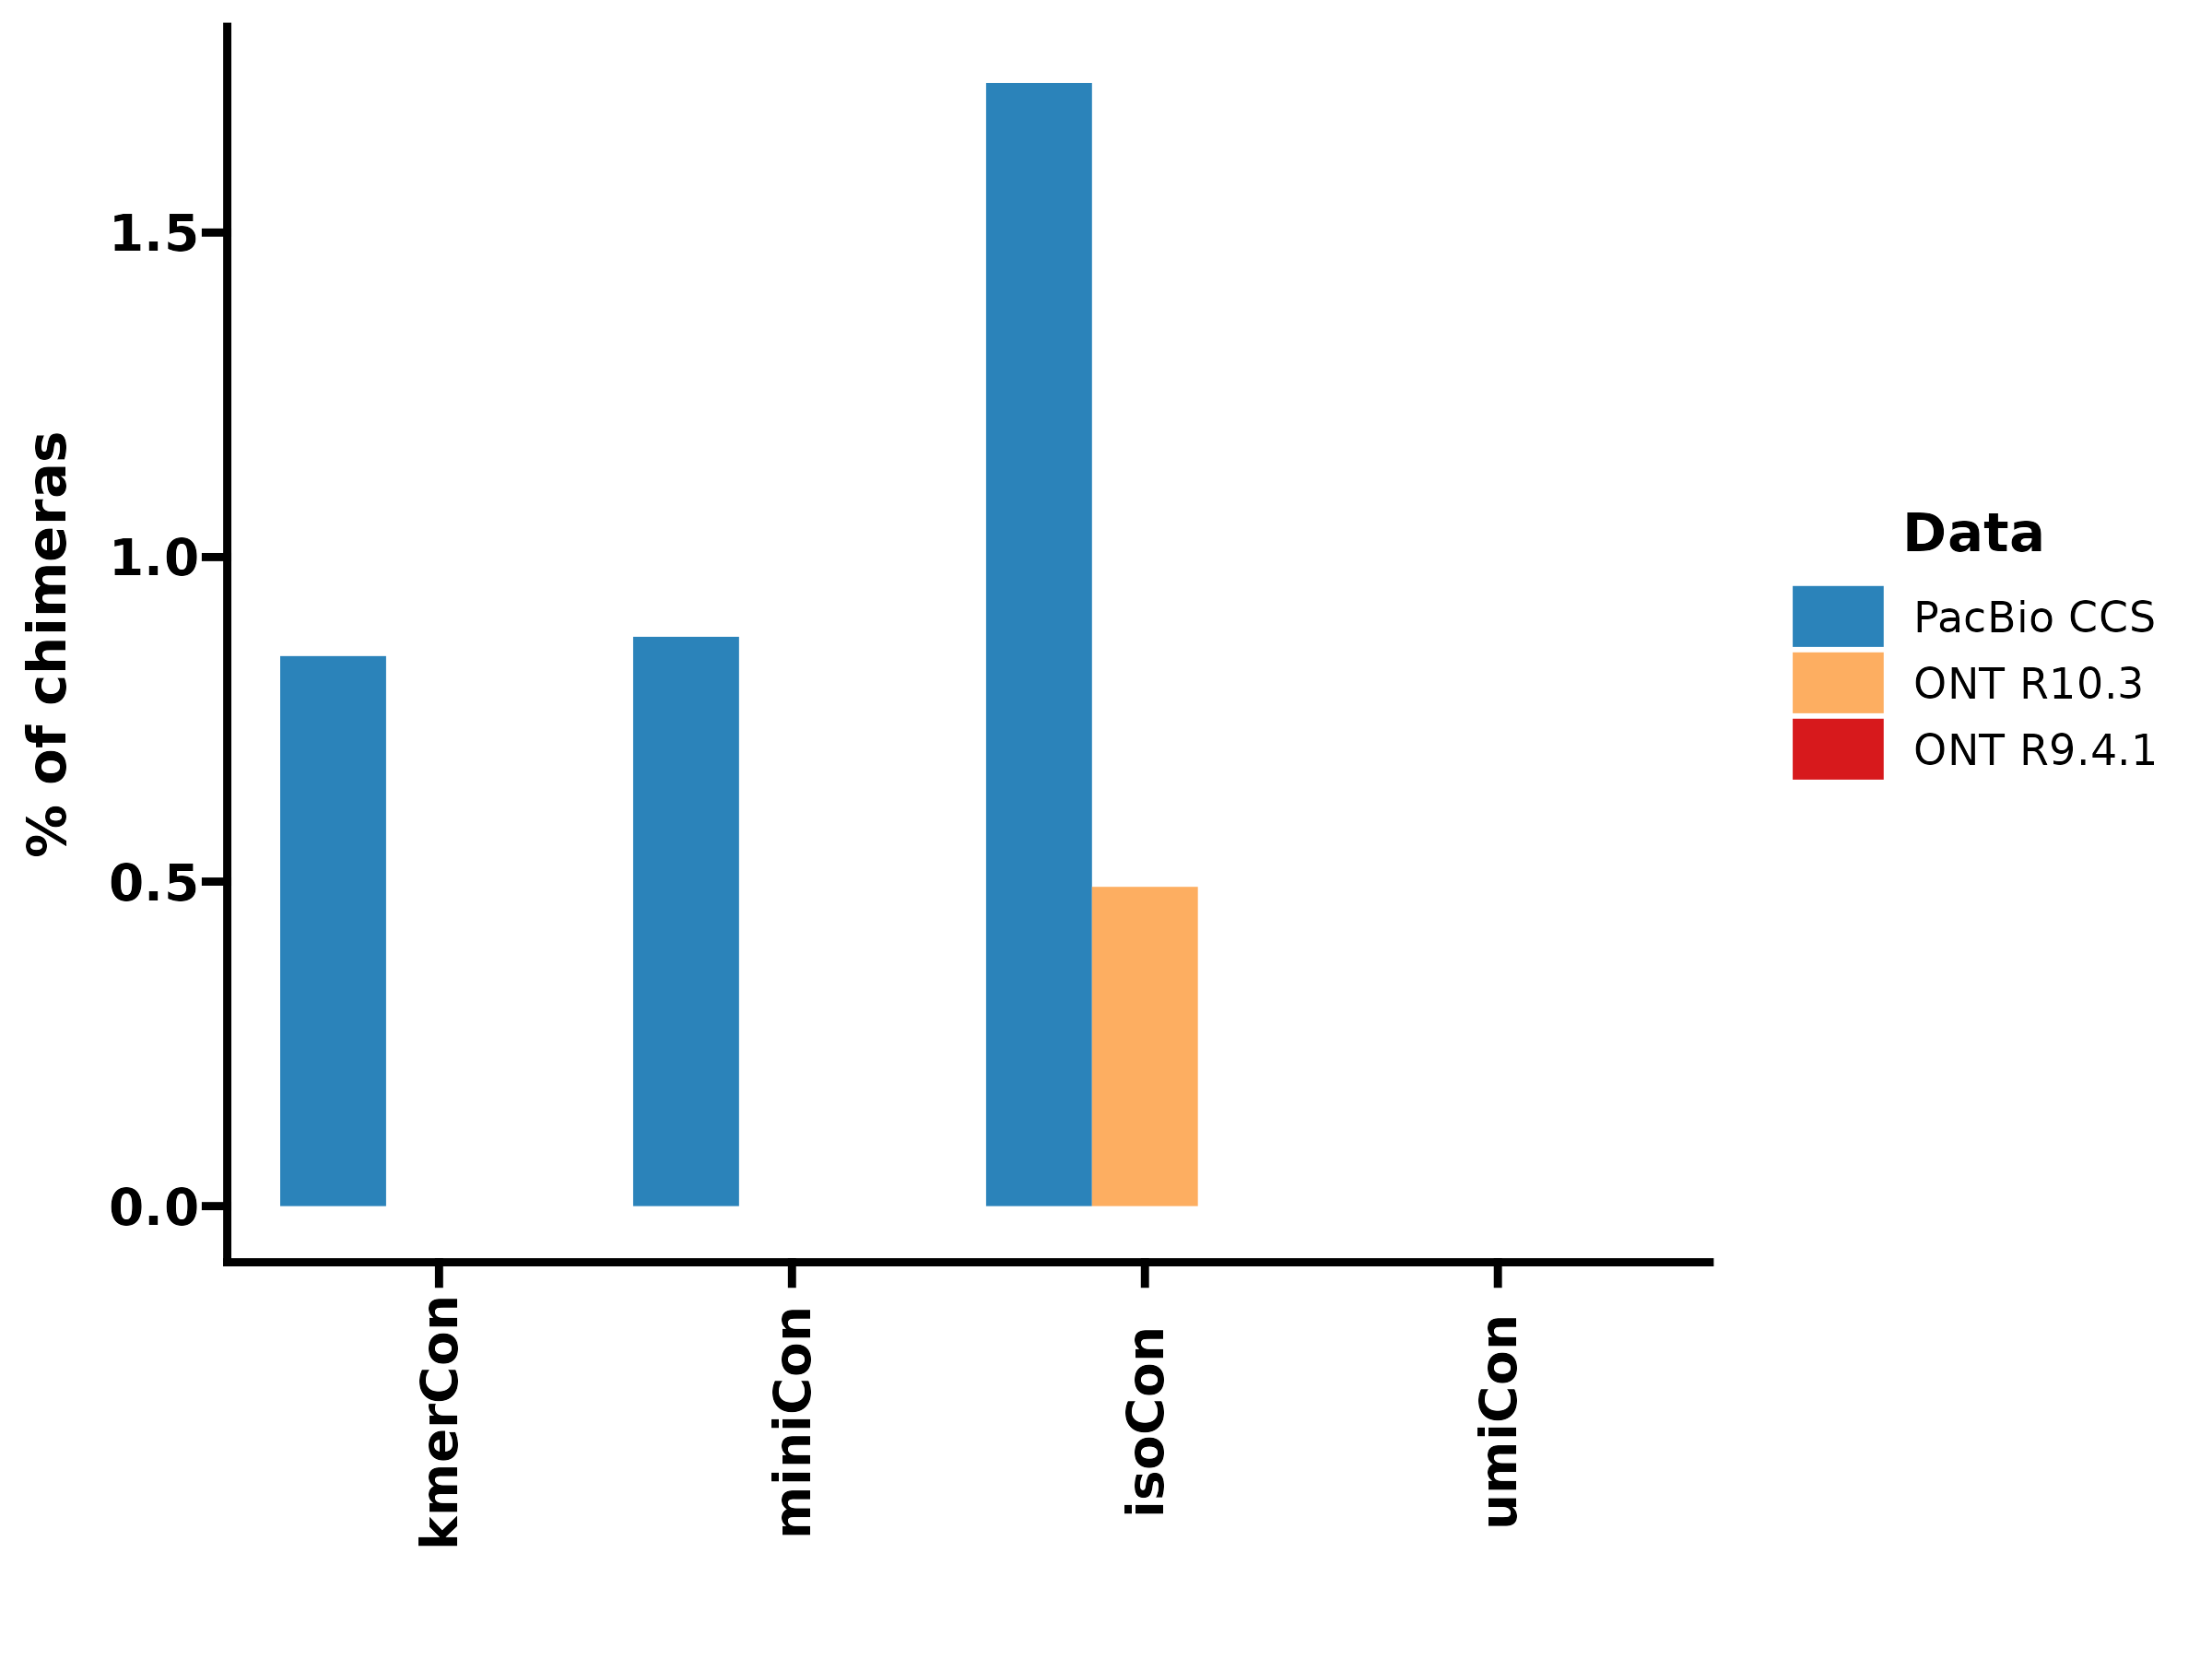 % of chimeras
1.5
1.0
0.5
0.0
kmerCon
miniCon
isoCon
umiCon
Data
PacBio CCS
ONT R10.3
ONT R9.4.1